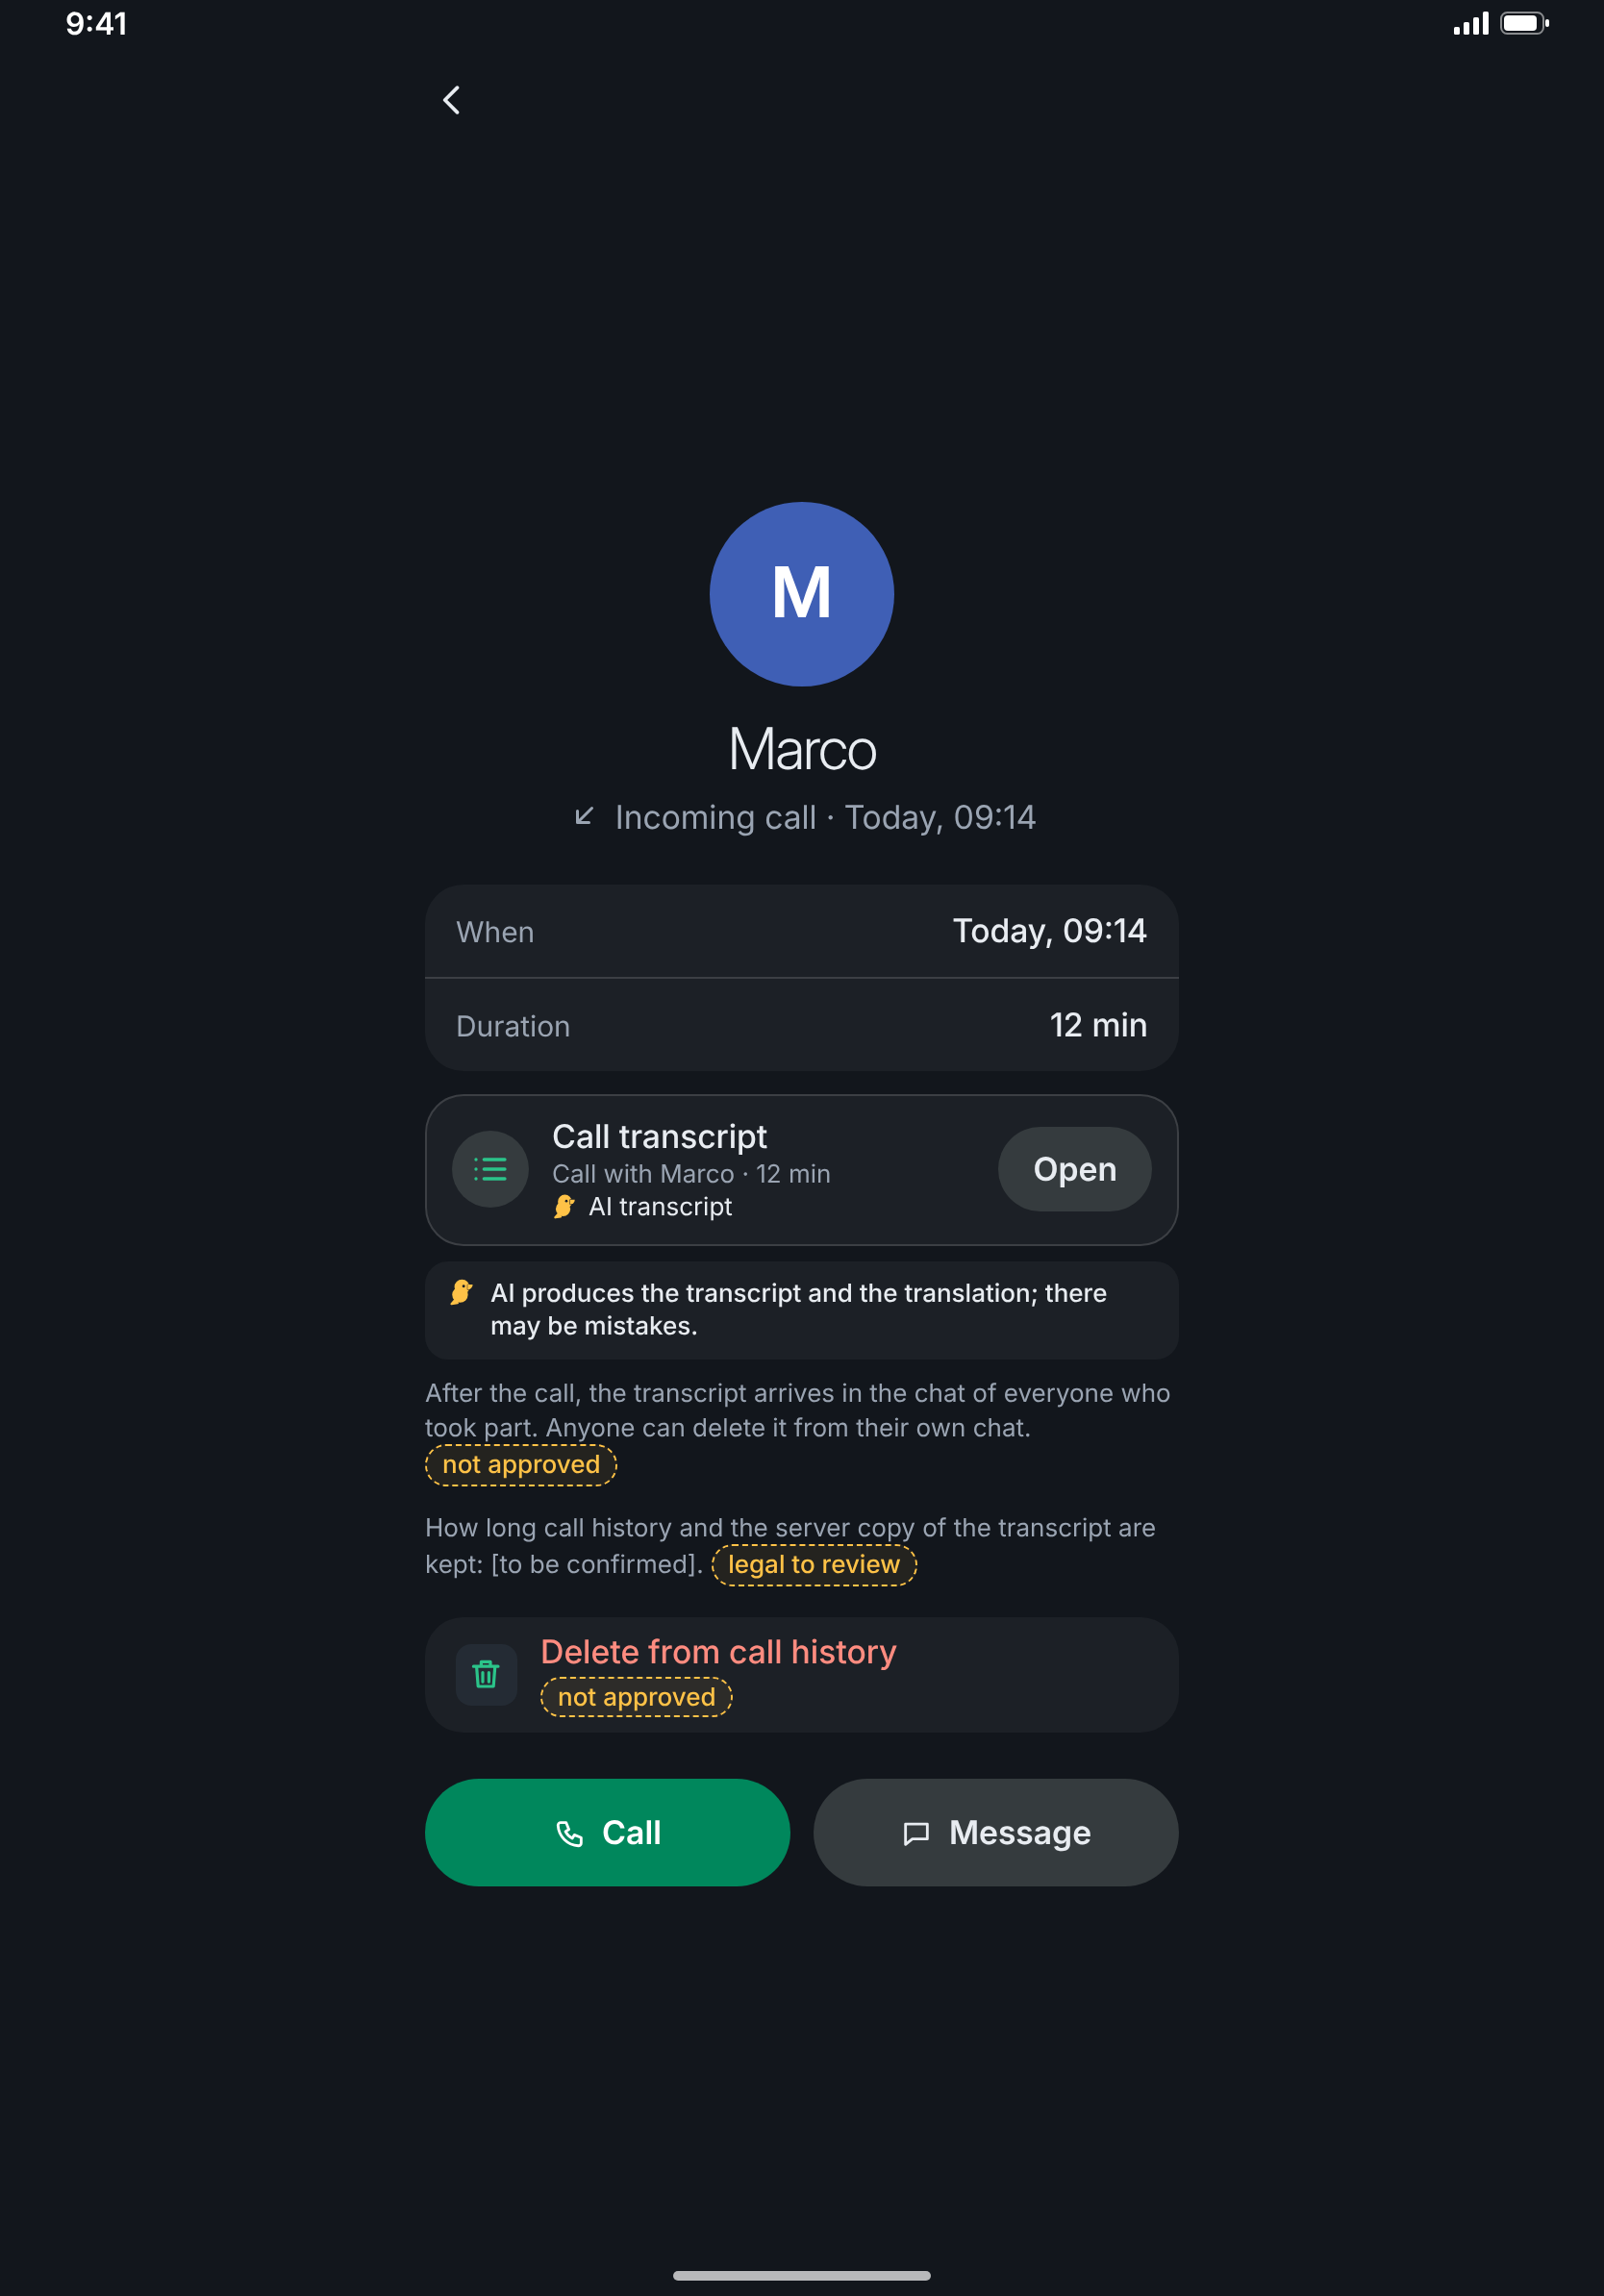 9:41
M
Marco
Incoming call · Today, 09:14
When
Today, 09:14
Duration
12 min
Call transcript
Call with Marco · 12 min
AI transcript
Open
AI produces the transcript and the translation; there
may be mistakes.
After the call, the transcript arrives in the chat of everyone who
took part. Anyone can delete it from their own chat.
not approved
How long call history and the server copy of the transcript are
kept: [to be confirmed]. legal to review
Delete from call history
not approved
Call
Message